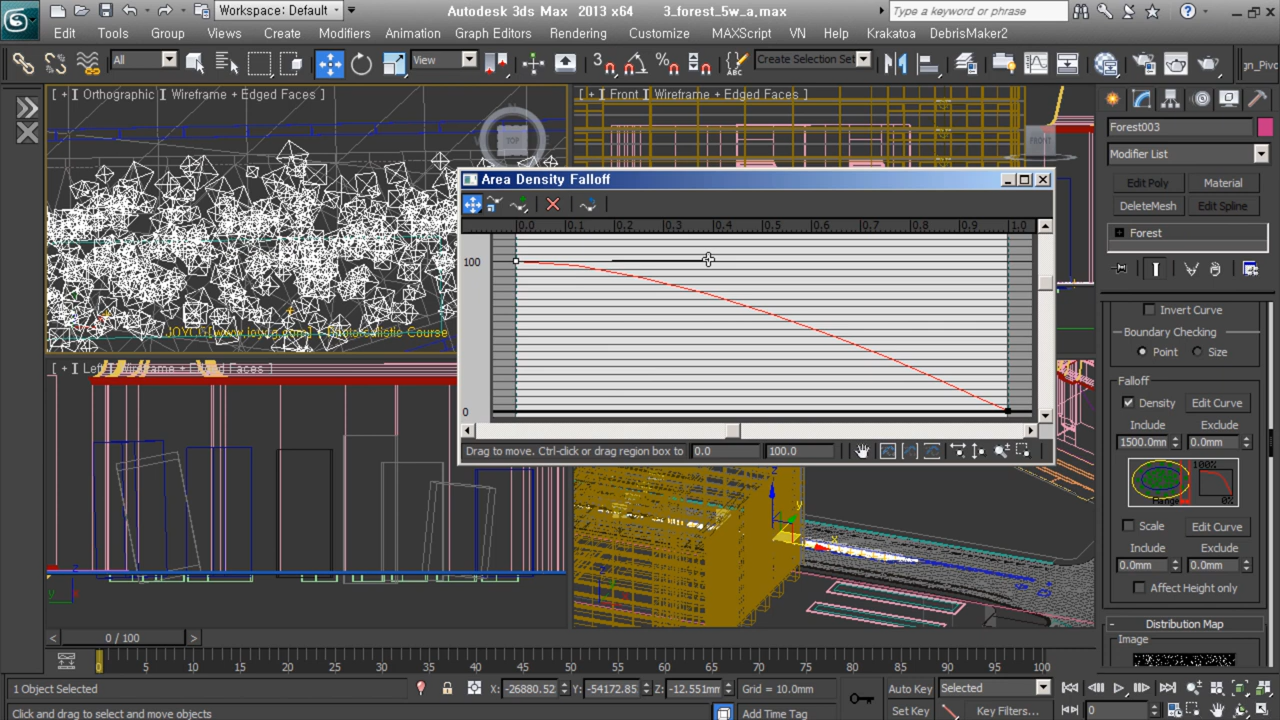 Workspace: Default
Autodesk 3ds Max 2013 x64 3_forest_5w_a.max
Type a keyword or phrase
Edit Tools Group Views Create Modifiers Animation Graph Editors Rendering Customize MAXScript VN Help Krakatoa DebrisMaker2
All
View
Create Selection Set
[ + ] Orthographic ] Wireframe + Edged Faces ]
[ + ] Front ] Wireframe + Edged Faces ]
TOP
FRONT
Forest003
Modifier List
Edit Poly Material
DeleteMesh Edit Spline
Forest
Area Density Falloff
0.0 0.1 0.2 0.3 0.4 0.5 0.6 0.7 0.8 0.9 1.0
100
0
Drag to move. Ctrl-click or drag region box to 0.0 100.0
Invert Curve
Boundary Checking
Point Size
Falloff
Density Edit Curve
Include Exclude
1500.0mm 0.0mm
100%
Range 0%
Scale Edit Curve
Include Exclude
0.0mm 0.0mm
Affect Height only
Distribution Map
Image
0 / 100
0 5 10 15 20 25 30 35 40 45 50 55 60 65 70 75 80 85 90 95 100
1 Object Selected X: -26880.52 Y: -54172.85 Z: -12.551mm Grid = 10.0mm Auto Key Selected
Click and drag to select and move objects Add Time Tag Set Key Key Filters... 0